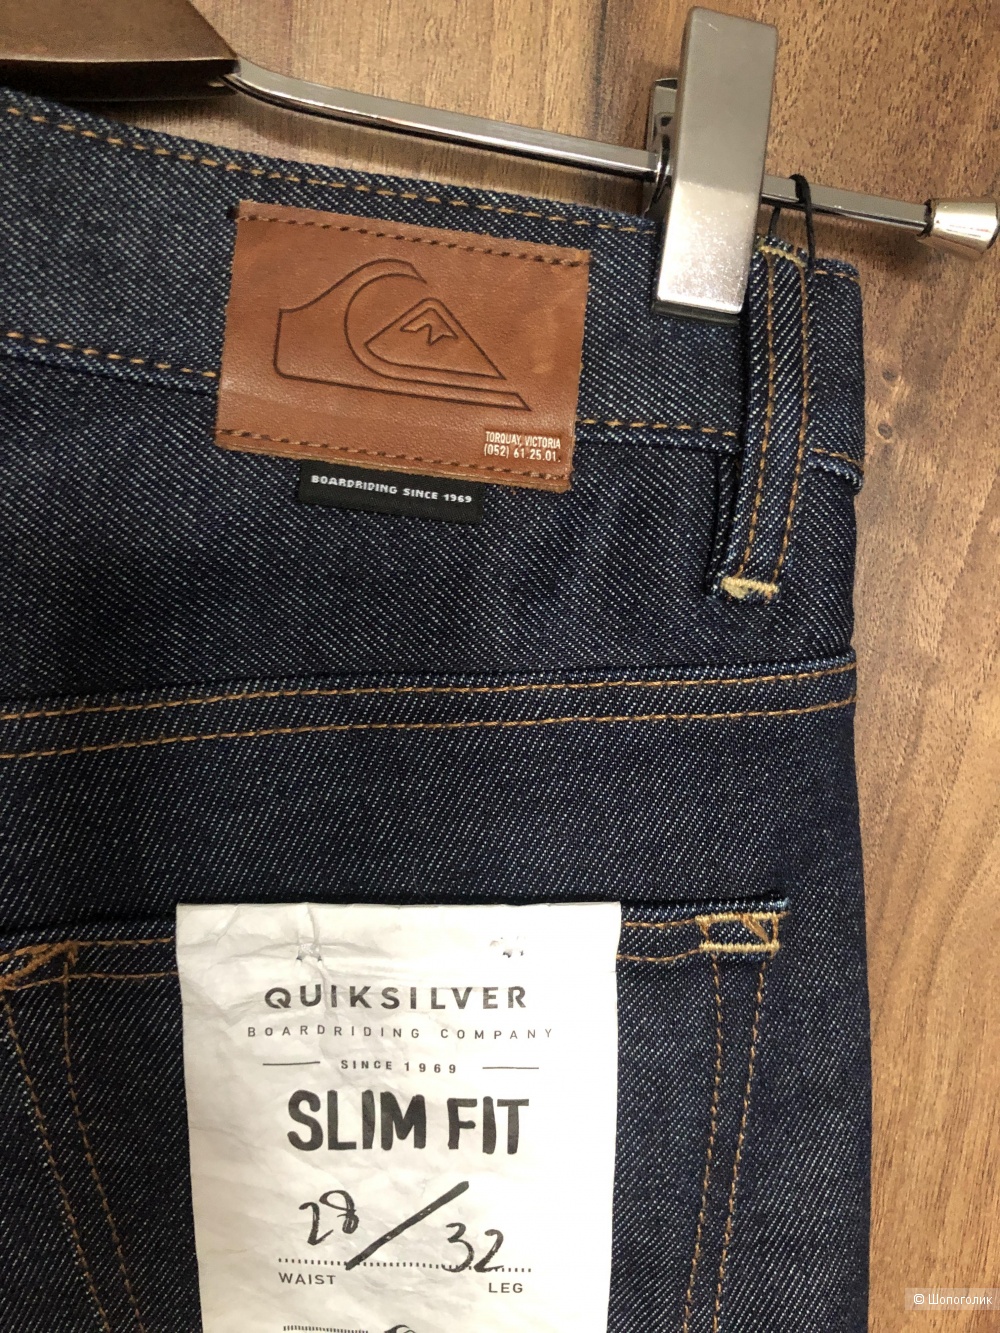 TORQUAY, VICTORIA
(052) 61.25.01.
BOARDRIDING SINCE 1969
QUIKSILVER
BOARDRIDING COMPANY
SINCE 1969
SLIM FIT
28/32
WAIST LEG
© Шопоголик